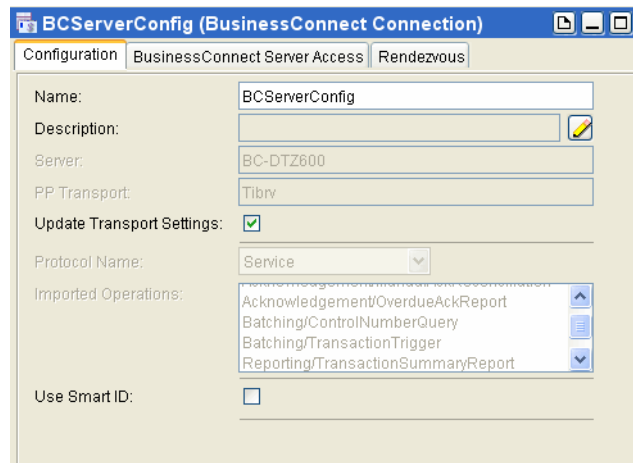 BCServerConfig (BusinessConnect Connection)
Configuration BusinessConnect Server Access Rendezvous
Name: BCServerConfig
Description:
Server: BC-DTZ600
PP Transport: Tibrv
Update Transport Settings:
Protocol Name: Service
Imported Operations:
Acknowledgement/OverdueAckReport
Batching/ControlNumberQuery
Batching/TransactionTrigger
Reporting/TransactionSummaryReport
Use Smart ID: